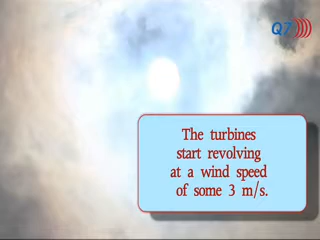 Q7
The turbines
start revolving
at a wind speed
of some 3 m/s.